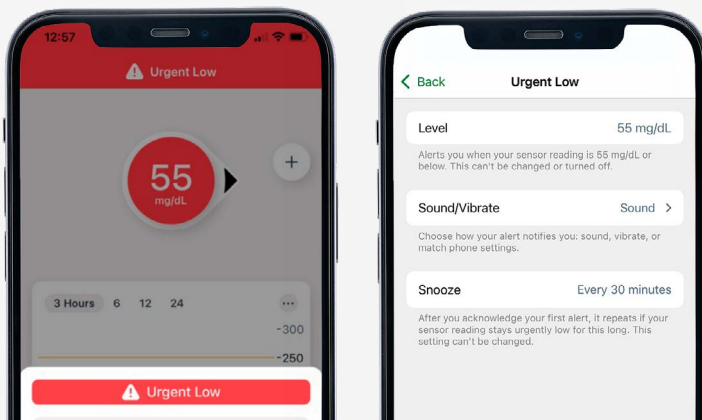 12:57
Urgent Low
55
mg/dL
+
3 Hours 6 12 24 ...
-300
-250
Urgent Low
Back Urgent Low
Level 55 mg/dL
Alerts you when your sensor reading is 55 mg/dL or
below. This can't be changed or turned off.
Sound/Vibrate Sound >
Choose how your alert notifies you: sound, vibrate, or
match phone settings.
Snooze Every 30 minutes
After you acknowledge your first alert, it repeats if your
sensor reading stays urgently low for this long. This
setting can't be changed.